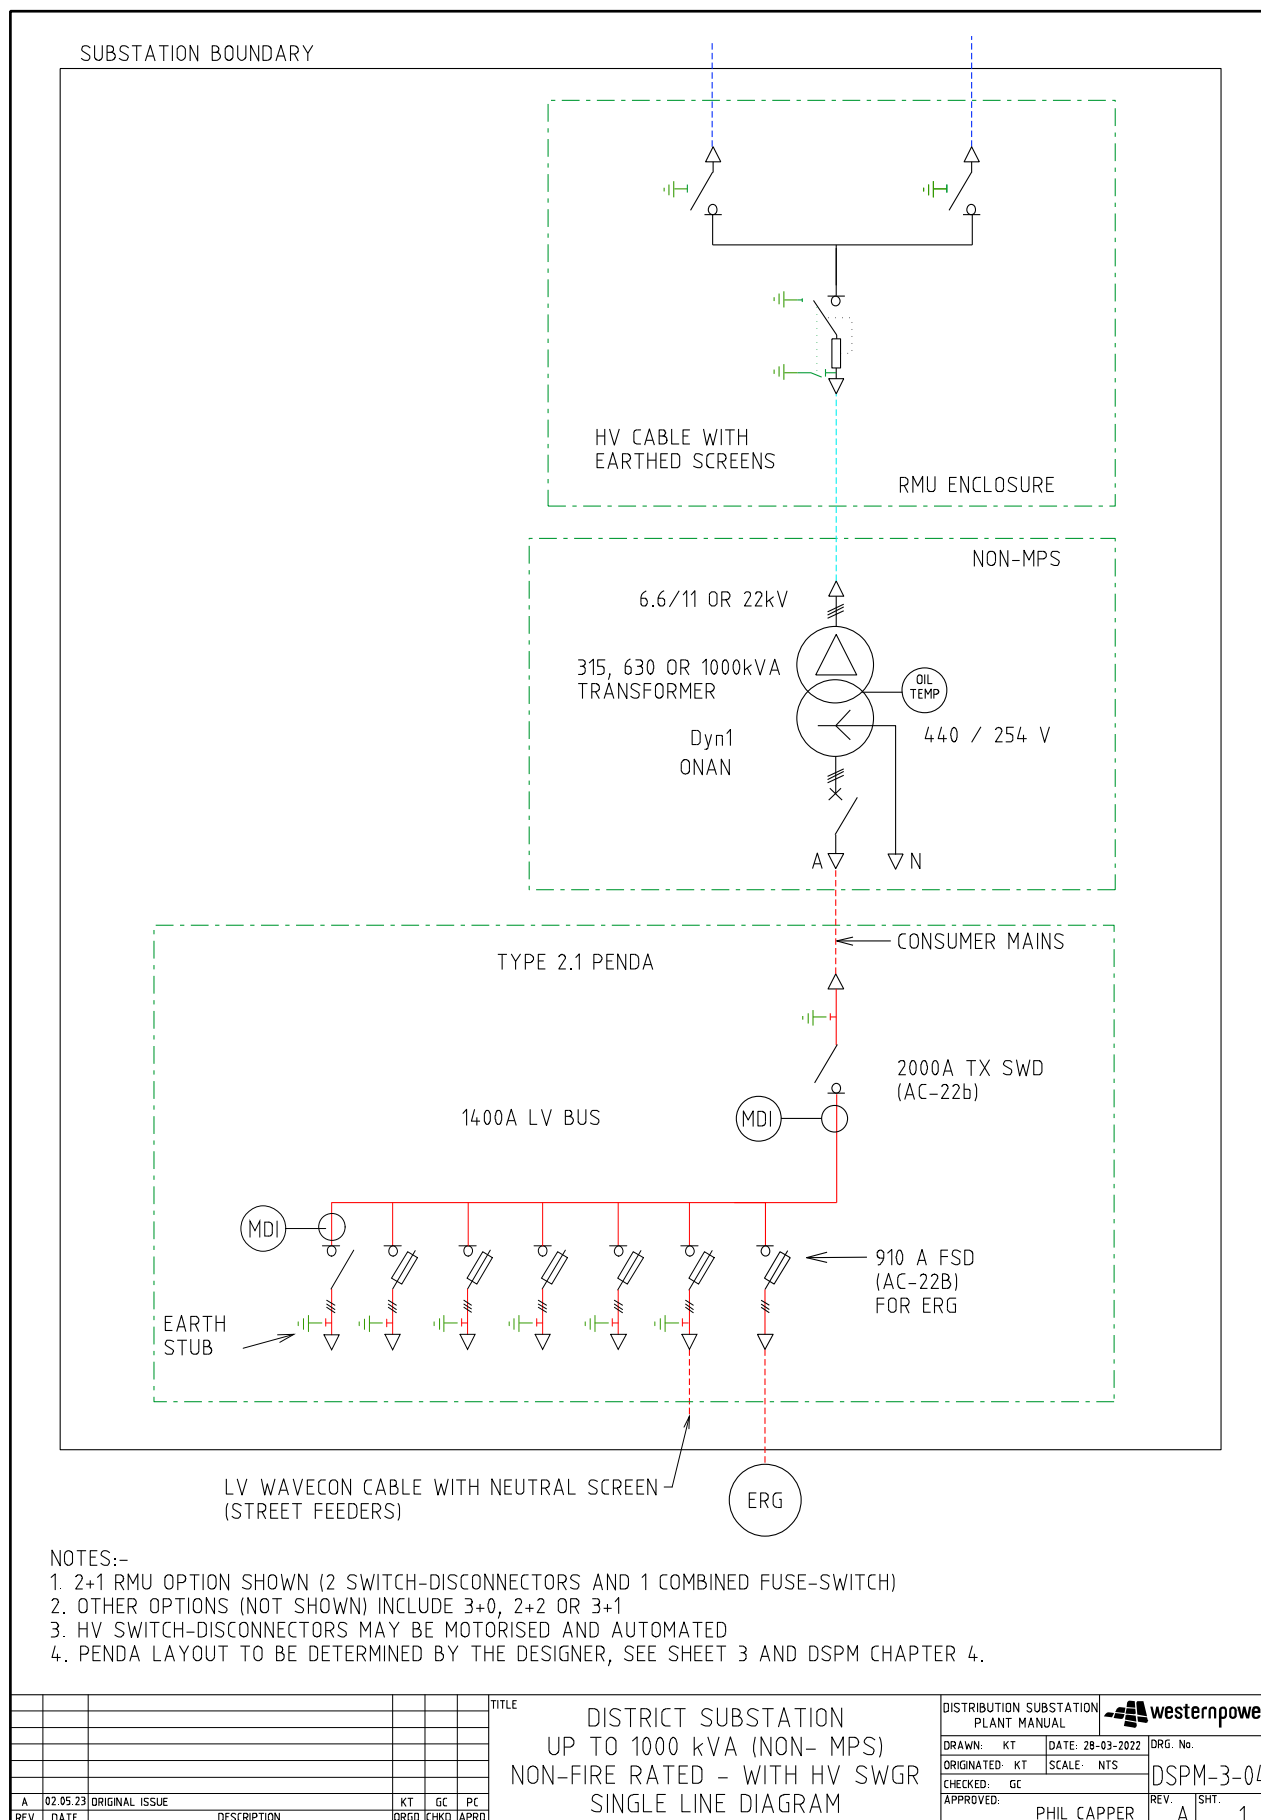 SUBSTATION BOUNDARY
HV CABLE WITH
EARTHED SCREENS
RMU ENCLOSURE
NON-MPS
6.6/11 OR 22kV
315, 630 OR 1000kVA
TRANSFORMER
OIL
TEMP
Dyn1
ONAN
440 / 254 V
A
N
CONSUMER MAINS
TYPE 2.1 PENDA
2000A TX SWD
(AC-22b)
1400A LV BUS
MDI
MDI
910 A FSD
(AC-22B)
FOR ERG
EARTH
STUB
LV WAVECON CABLE WITH NEUTRAL SCREEN
(STREET FEEDERS)
ERG
NOTES:-
1. 2+1 RMU OPTION SHOWN (2 SWITCH-DISCONNECTORS AND 1 COMBINED FUSE-SWITCH)
2. OTHER OPTIONS (NOT SHOWN) INCLUDE 3+0, 2+2 OR 3+1
3. HV SWITCH-DISCONNECTORS MAY BE MOTORISED AND AUTOMATED
4. PENDA LAYOUT TO BE DETERMINED BY THE DESIGNER, SEE SHEET 3 AND DSPM CHAPTER 4.
A 02.05.23 ORIGINAL ISSUE KT GC PC
REV DATE DESCRIPTION ORGD CHKD APRD
TITLE
DISTRICT SUBSTATION
UP TO 1000 kVA (NON- MPS)
NON-FIRE RATED - WITH HV SWGR
SINGLE LINE DIAGRAM
DISTRIBUTION SUBSTATION
PLANT MANUAL
westernpowe
DRAWN: KT DATE: 28-03-2022
ORIGINATED: KT SCALE: NTS
CHECKED: GC
APPROVED:
PHIL CAPPER
DRG. No.
DSPM-3-04
REV. SHT.
A 1